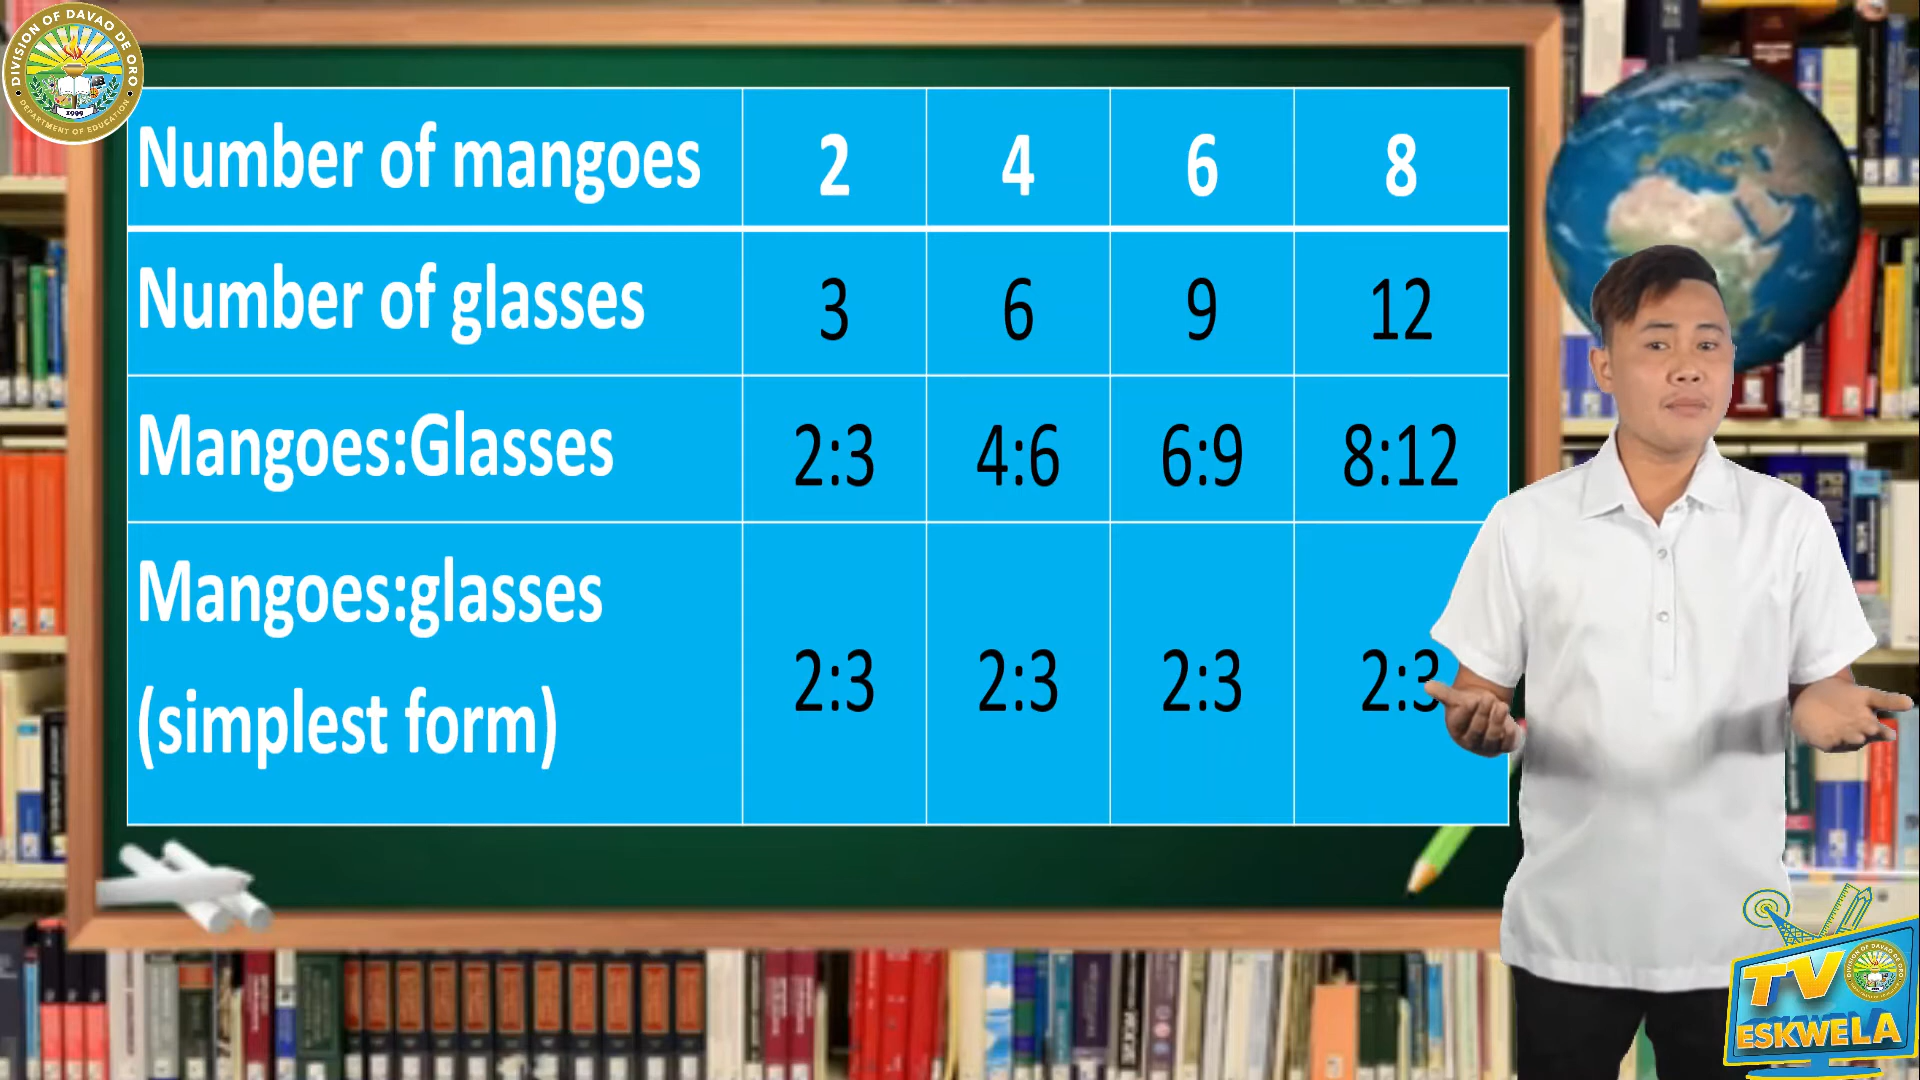 DIVISION OF DAVAO DE ORO
DEPARTMENT OF EDUCATION
1999
Number of mangoes 2 4 6 8
Number of glasses 3 6 9 12
Mangoes:Glasses 2:3 4:6 6:9 8:12
Mangoes:glasses
(simplest form) 2:3 2:3 2:3 2:3
TV
ESKWELA